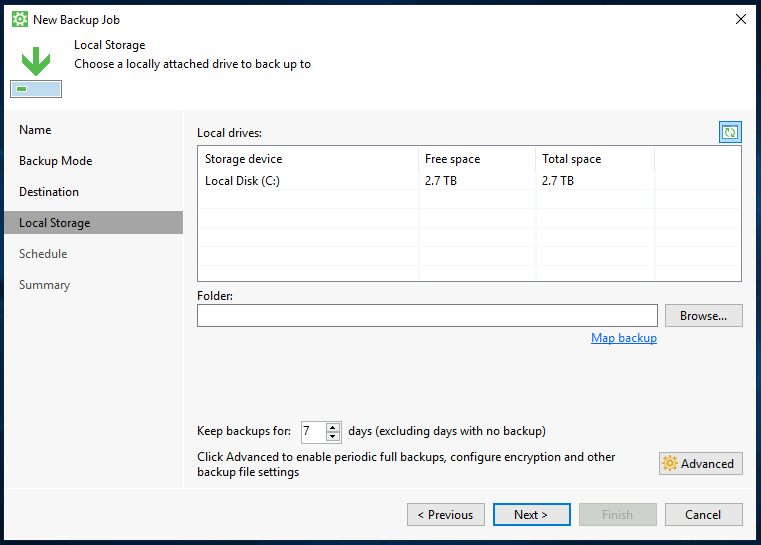 New Backup Job
Local Storage
Choose a locally attached drive to back up to
Name
Backup Mode
Destination
Local Storage
Schedule
Summary
Local drives:
Storage device Free space Total space
Local Disk (C:) 2.7 TB 2.7 TB
Folder:
Browse...
Map backup
Keep backups for: 7 days (excluding days with no backup)
Click Advanced to enable periodic full backups, configure encryption and other
backup file settings
Advanced
< Previous Next > Finish Cancel